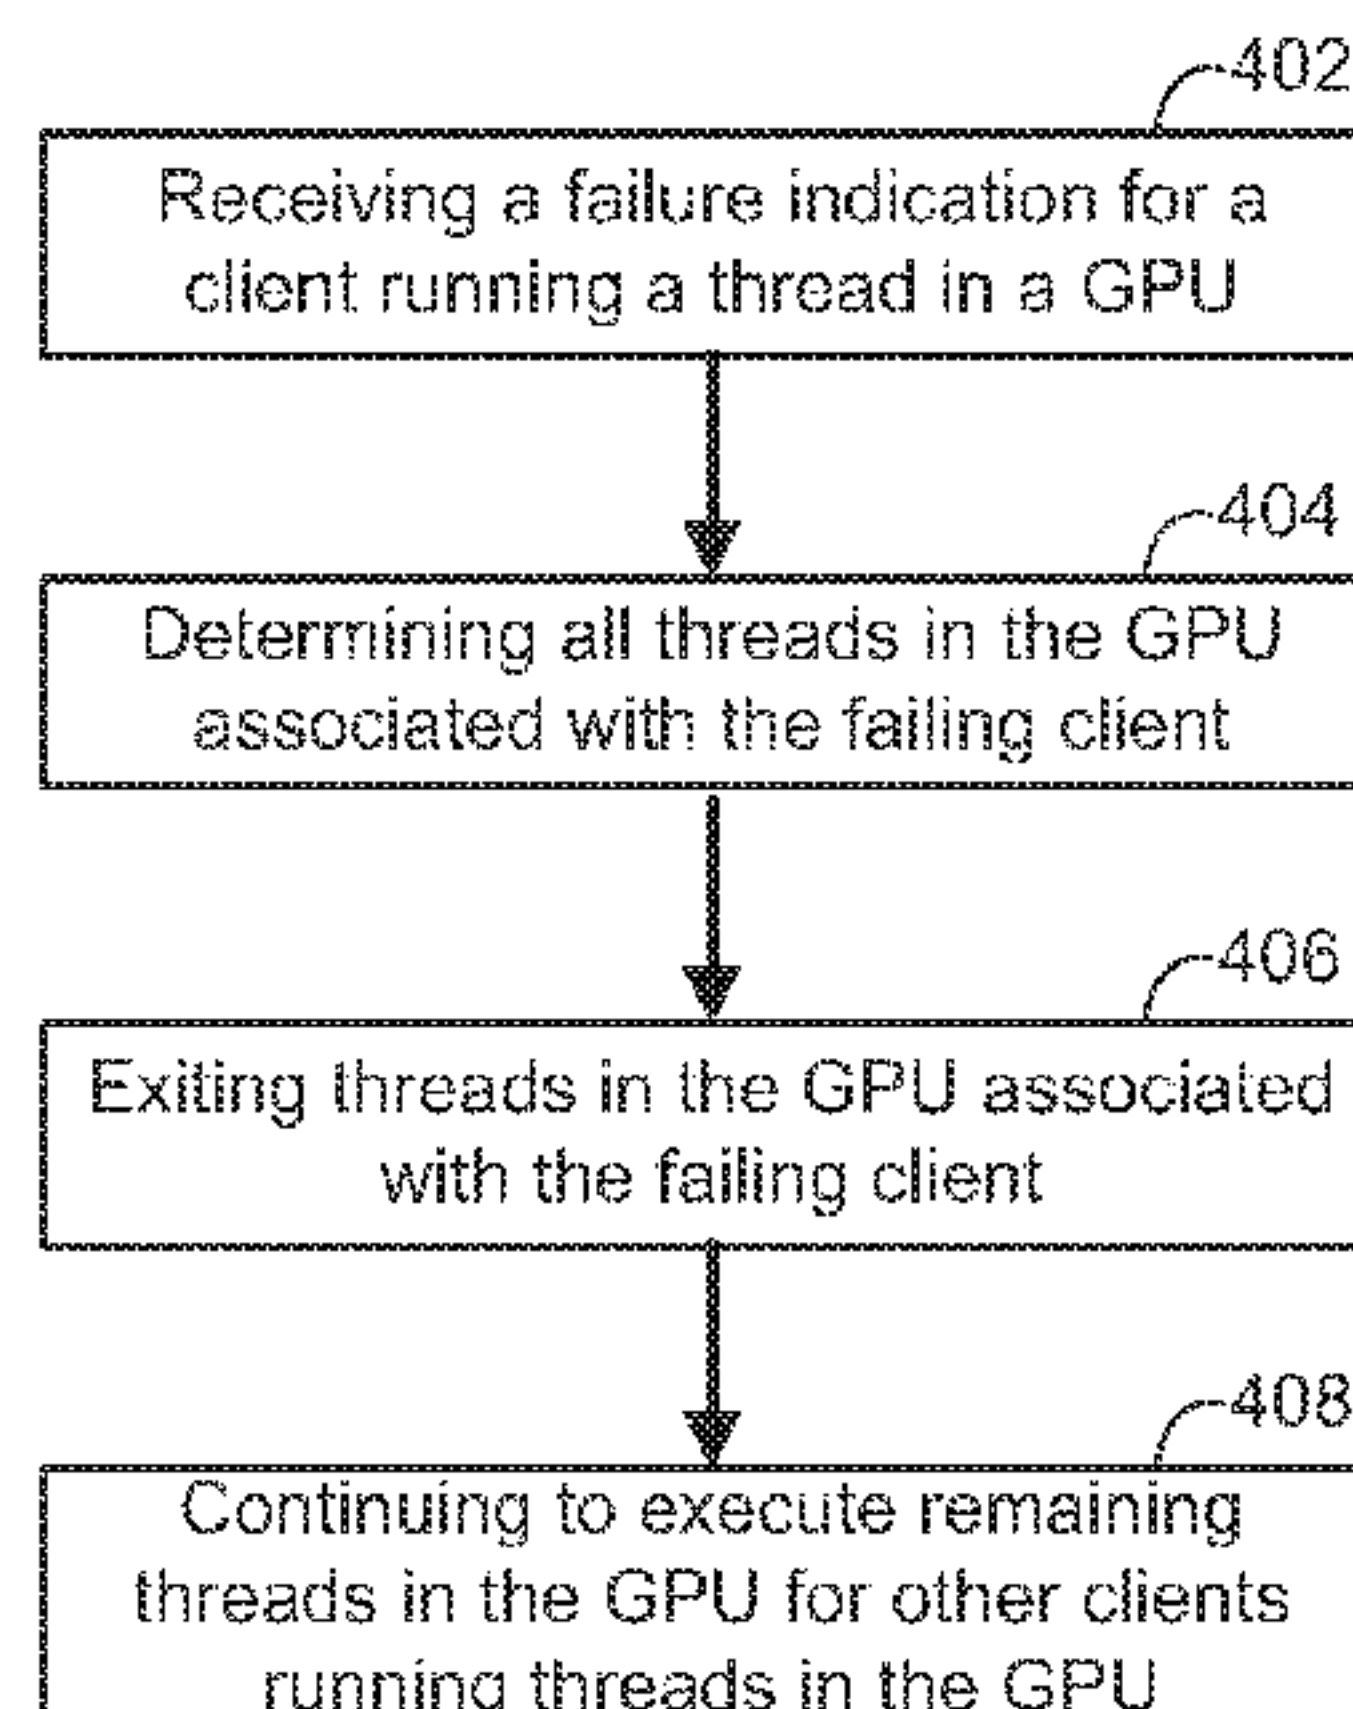 402
Receiving a failure indication for a
client running a thread in a GPU
404
Determining all threads in the GPU
associated with the failing client
406
Exiting threads in the GPU associated
with the failing client
408
Continuing to execute remaining
threads in the GPU for other clients
running threads in the GPU